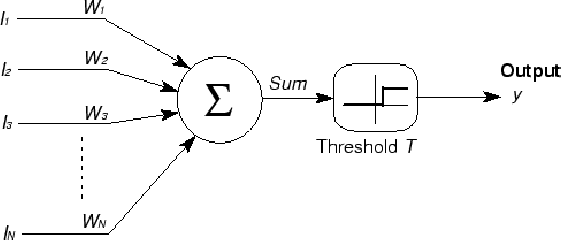 I1 W1
I2 W2
I3 W3
IN WN
Σ
Sum
Threshold T
Output
y